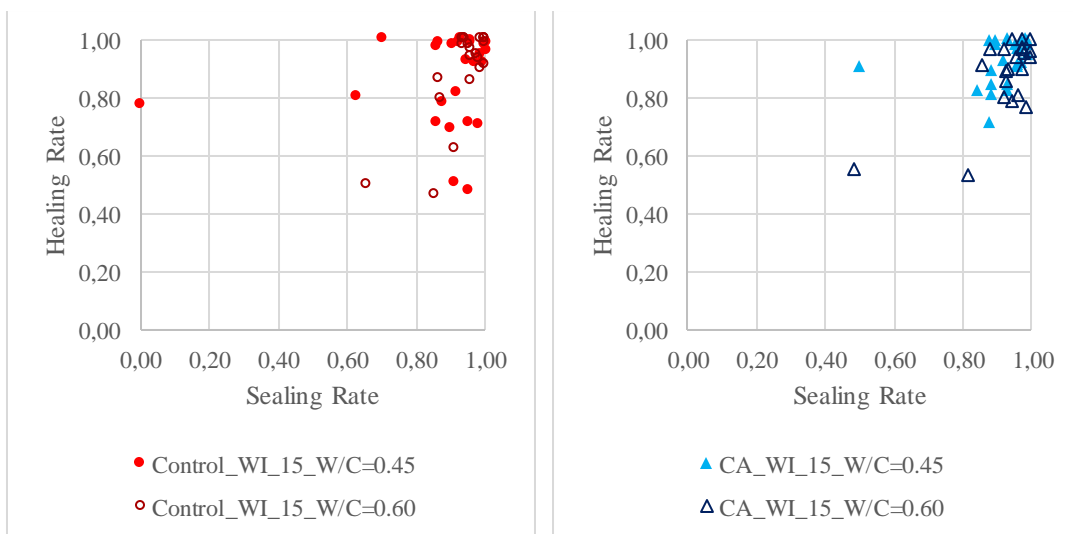 1,00
0,80
0,60
0,40
0,20
0,00
Healing Rate
0,00 0,20 0,40 0,60 0,80 1,00
Sealing Rate
Control_WI_15_W/C=0.45
Control_WI_15_W/C=0.60
1,00
0,80
0,60
0,40
0,20
0,00
Healing Rate
0,00 0,20 0,40 0,60 0,80 1,00
Sealing Rate
CA_WI_15_W/C=0.45
CA_WI_15_W/C=0.60